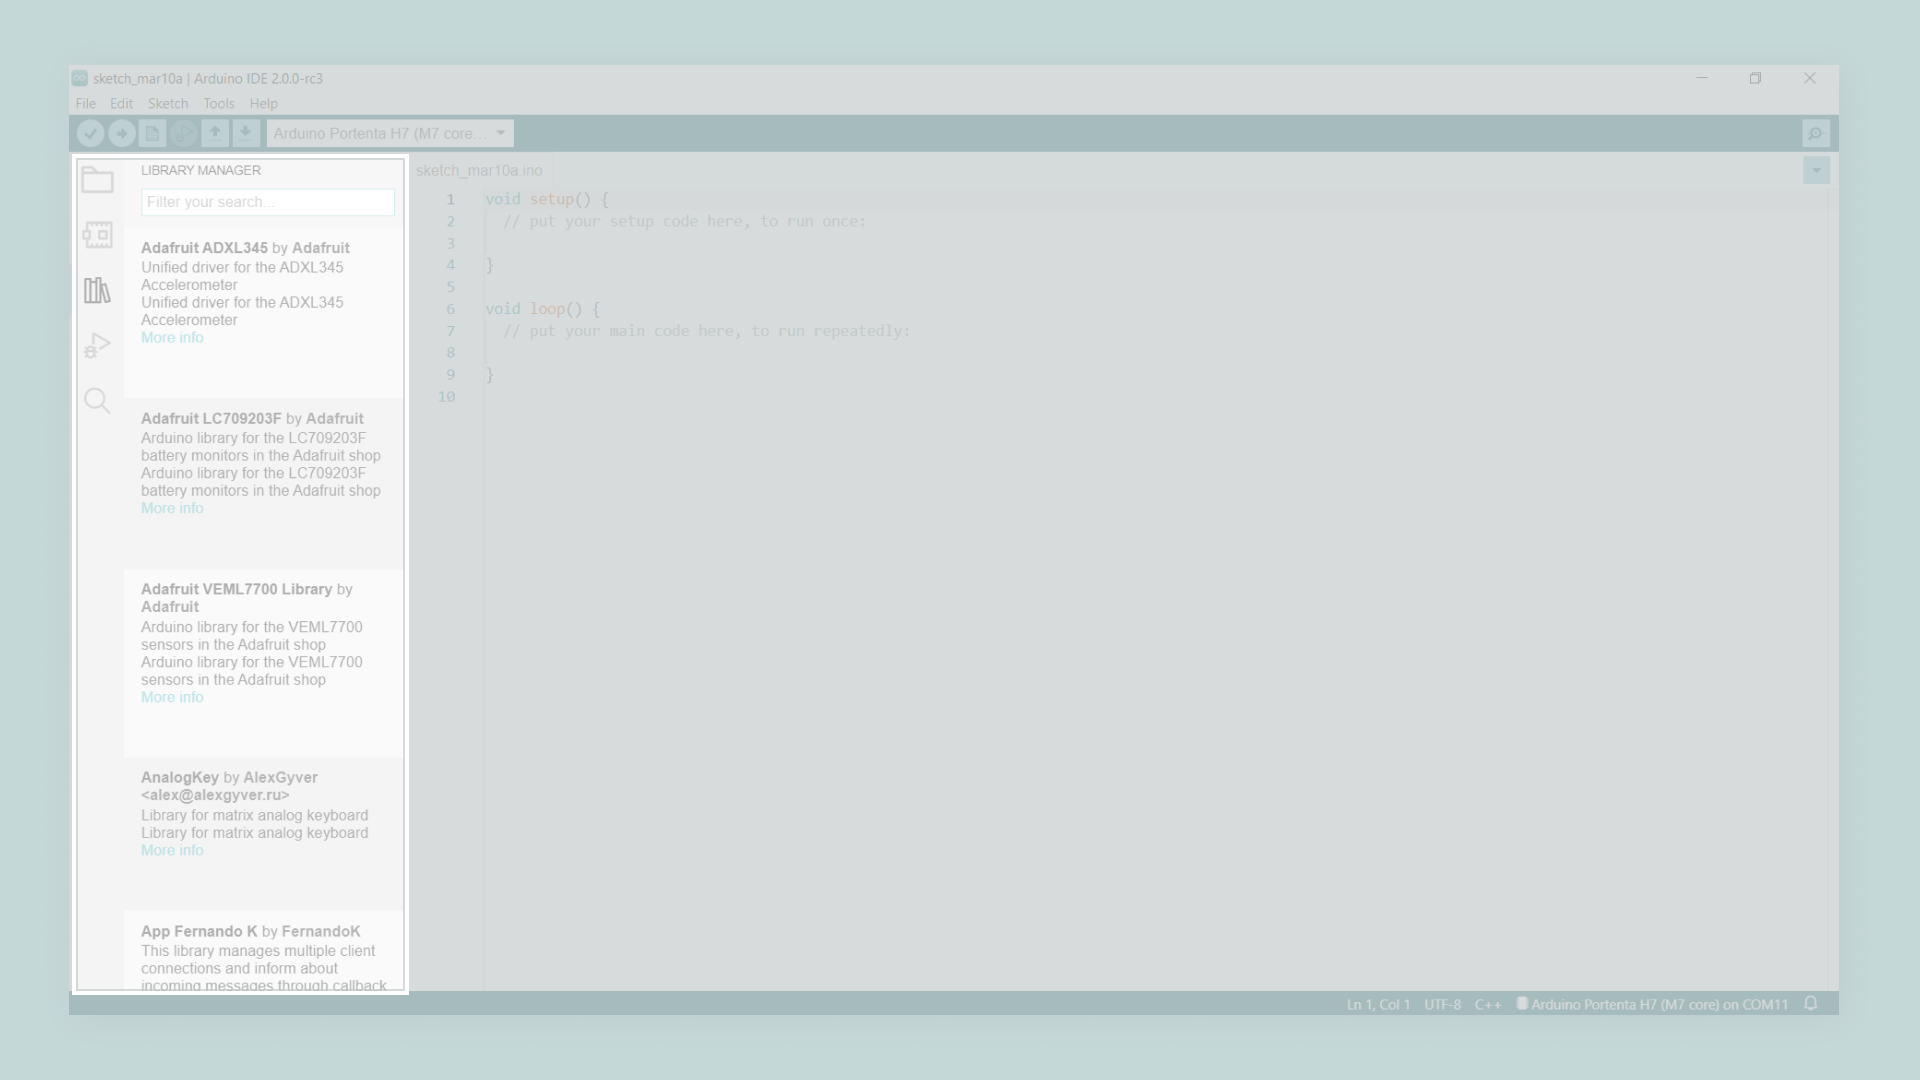 sketch_mar10a | Arduino IDE 2.0.0-rc3
File Edit Sketch Tools Help
Arduino Portenta H7 (M7 core...
LIBRARY MANAGER
Filter your search...
Adafruit ADXL345 by Adafruit
Unified driver for the ADXL345
Accelerometer
Unified driver for the ADXL345
Accelerometer
More info
Adafruit LC709203F by Adafruit
Arduino library for the LC709203F
battery monitors in the Adafruit shop
Arduino library for the LC709203F
battery monitors in the Adafruit shop
More info
Adafruit VEML7700 Library by
Adafruit
Arduino library for the VEML7700
sensors in the Adafruit shop
Arduino library for the VEML7700
sensors in the Adafruit shop
More info
AnalogKey by AlexGyver
<alex@alexgyver.ru>
Library for matrix analog keyboard
Library for matrix analog keyboard
More info
App Fernando K by FernandoK
This library manages multiple client
connections and inform about
incoming messages through callback
sketch_mar10a.ino
1 void setup() {
2 // put your setup code here, to run once:
3
4 }
5
6 void loop() {
7 // put your main code here, to run repeatedly:
8
9 }
10
Ln 1, Col 1 UTF-8 C++ Arduino Portenta H7 (M7 core) on COM11